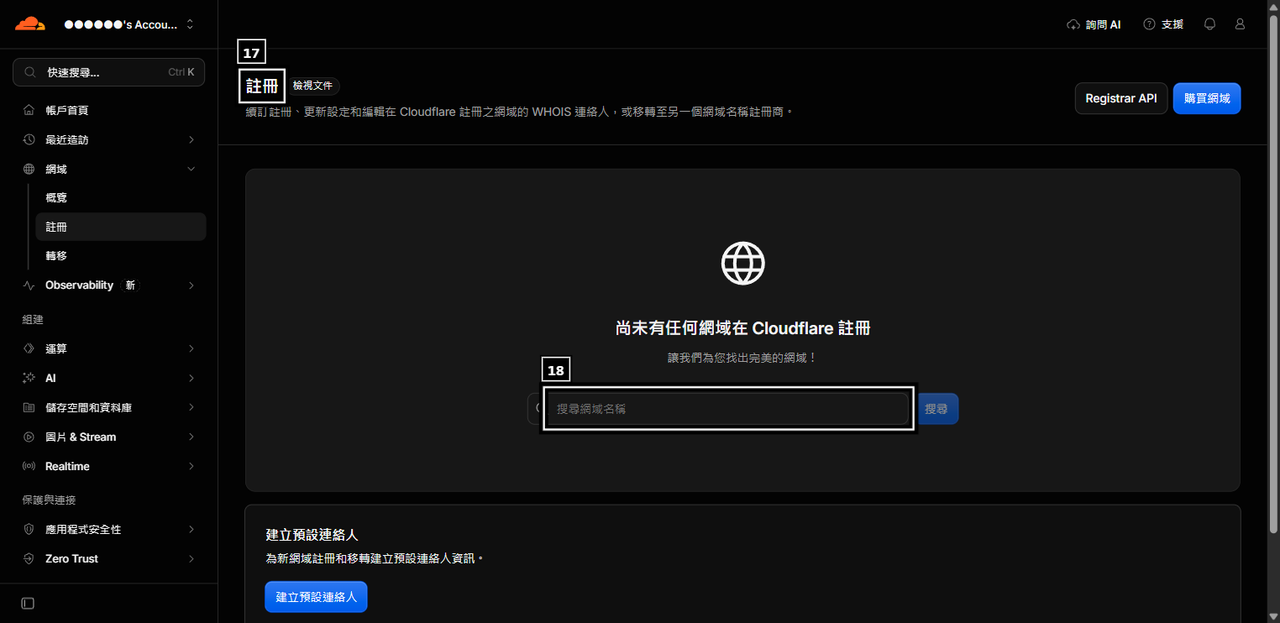 ●●●●●●'s Accou...
詢問 AI
支援
快速搜尋...
Ctrl K
帳戶首頁
最近造訪
網域
概覽
註冊
轉移
Observability 新
組建
運算
AI
儲存空間和資料庫
圖片 & Stream
Realtime
保護與連接
應用程式安全性
Zero Trust
17
註冊
檢視文件
續訂註冊、更新設定和編輯在 Cloudflare 註冊之網域的 WHOIS 連絡人，或移轉至另一個網域名稱註冊商。
Registrar API
購買網域
尚未有任何網域在 Cloudflare 註冊
讓我們為您找出完美的網域！
18
搜尋網域名稱
搜尋
建立預設連絡人
為新網域註冊和移轉建立預設連絡人資訊。
建立預設連絡人